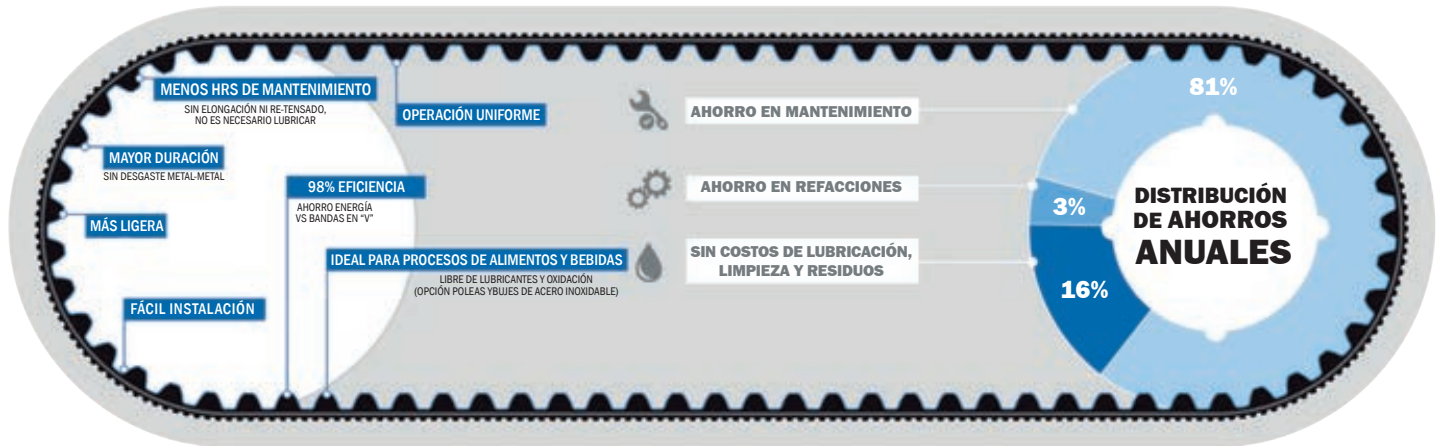 MENOS HRS DE MANTENIMIENTO
SIN ELONGACIÓN NI RE-TENSADO,
NO ES NECESARIO LUBRICAR
OPERACIÓN UNIFORME
MAYOR DURACIÓN
SIN DESGASTE METAL-METAL
98% EFICIENCIA
AHORRO ENERGÍA
VS BANDAS EN “V”
MÁS LIGERA
IDEAL PARA PROCESOS DE ALIMENTOS Y BEBIDAS
LIBRE DE LUBRICANTES Y OXIDACIÓN
(OPCIÓN POLEAS YBUJES DE ACERO INOXIDABLE)
FÁCIL INSTALACIÓN
AHORRO EN MANTENIMIENTO
AHORRO EN REFACCIONES
SIN COSTOS DE LUBRICACIÓN,
LIMPIEZA Y RESIDUOS
81%
3%
16%
DISTRIBUCIÓN
DE AHORROS
ANUALES